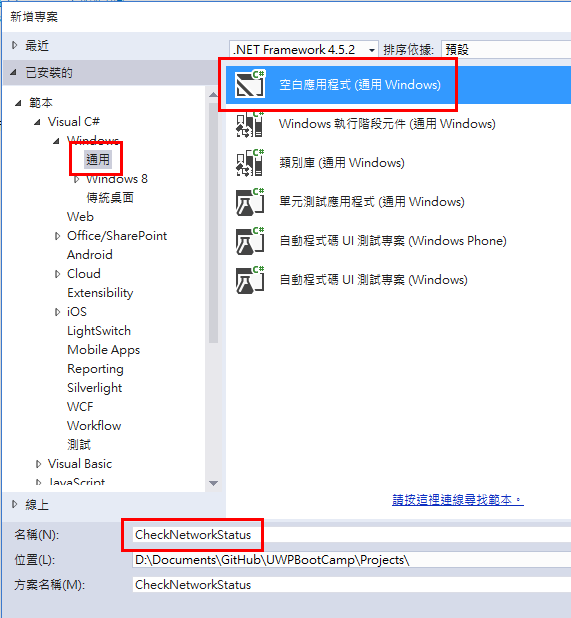 新增專案
最近
.NET Framework 4.5.2 排序依據: 預設
已安裝的
範本
Visual C#
Windows
通用
Windows 8
傳統桌面
Web
Office/SharePoint
Android
Cloud
Extensibility
iOS
LightSwitch
Mobile Apps
Reporting
Silverlight
WCF
Workflow
測試
Visual Basic
JavaScript
線上
C#
空白應用程式 (通用 Windows)
C#
Windows 執行階段元件 (通用 Windows)
C#
類別庫 (通用 Windows)
C#
單元測試應用程式 (通用 Windows)
C#
自動程式碼 UI 測試專案 (Windows Phone)
C#
自動程式碼 UI 測試專案 (Windows)
請按這裡連線尋找範本。
名稱(N): CheckNetworkStatus
位置(L): D:\Documents\GitHub\UWPBootCamp\Projects\
方案名稱(M): CheckNetworkStatus